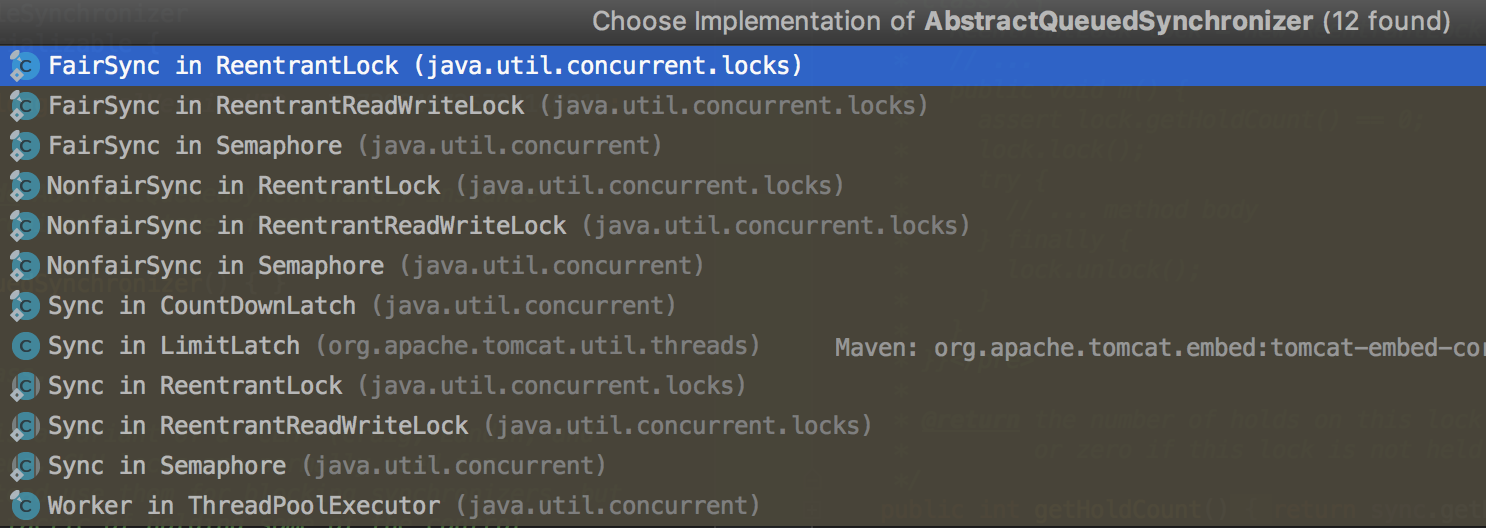 Choose Implementation of AbstractQueuedSynchronizer (12 found)
FairSync in ReentrantLock (java.util.concurrent.locks)
FairSync in ReentrantReadWriteLock (java.util.concurrent.locks)
FairSync in Semaphore (java.util.concurrent)
NonfairSync in ReentrantLock (java.util.concurrent.locks)
NonfairSync in ReentrantReadWriteLock (java.util.concurrent.locks)
NonfairSync in Semaphore (java.util.concurrent)
Sync in CountDownLatch (java.util.concurrent)
Sync in LimitLatch (org.apache.tomcat.util.threads) Maven: org.apache.tomcat.embed:tomcat-embed-co
Sync in ReentrantLock (java.util.concurrent.locks)
Sync in ReentrantReadWriteLock (java.util.concurrent.locks)
Sync in Semaphore (java.util.concurrent)
Worker in ThreadPoolExecutor (java.util.concurrent)